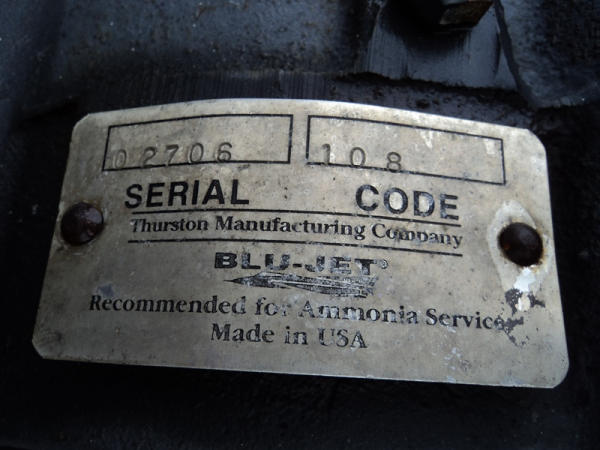 02706 108
SERIAL CODE
Thurston Manufacturing Company
BLU-JET®
Recommended for Ammonia Service
Made in USA